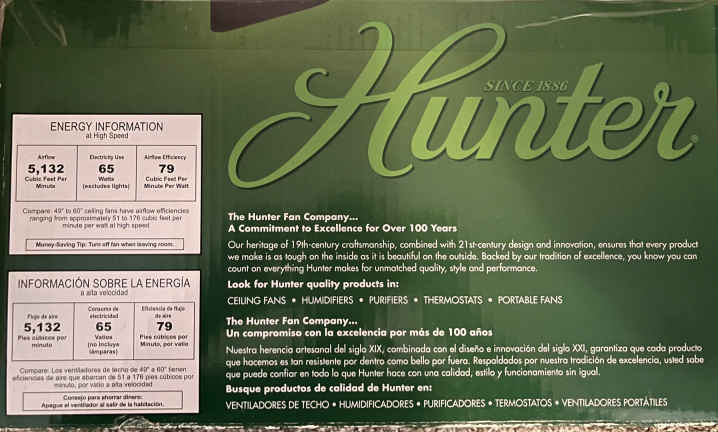 Hunter®
SINCE 1886
ENERGY INFORMATION
at High Speed
Airflow
5,132
Cubic Feet Per
Minute
Electricity Use
65
Watts
(excludes lights)
Airflow Efficiency
79
Cubic Feet Per
Minute Per Watt
Compare: 49" to 60" ceiling fans have airflow efficiencies
ranging from approximately 51 to 176 cubic feet per
minute per watt at high speed
Money-Saving Tip: Turn off fan when leaving room.
INFORMACIÓN SOBRE LA ENERGÍA
a alta velocidad
Flujo de aire
5,132
Pies cúbicos por
minuto
Consumo de
electricidad
65
Vatios
(no incluye
lámparas)
Eficiencia de flujo
de aire
79
Pies cúbicos por
Minuto, por vatio
Compare: Los ventiladores de techo de 49" a 60" tienen
eficiencias de aire que abarcan de 51 a 176 pies cúbicos por
minuto, por vatio a alta velocidad
Consejo para ahorrar dinero:
Apague el ventilador al salir de la habitación.
The Hunter Fan Company...
A Commitment to Excellence for Over 100 Years
Our heritage of 19th-century craftsmanship, combined with 21st-century design and innovation, ensures that every product
we make is as tough on the inside as it is beautiful on the outside. Backed by our tradition of excellence, you know you can
count on everything Hunter makes for unmatched quality, style and performance.
Look for Hunter quality products in:
CEILING FANS • HUMIDIFIERS • PURIFIERS • THERMOSTATS • PORTABLE FANS
The Hunter Fan Company...
Un compromiso con la excelencia por más de 100 años
Nuestra herencia artesanal del siglo XIX, combinada con el diseño e innovación del siglo XXI, garantiza que cada producto
que hacemos es tan resistente por dentro como bello por fuera. Respaldados por nuestra tradición de excelencia, usted sabe
que puede confiar en todo lo que Hunter hace con una calidad, estilo y funcionamiento sin igual.
Busque productos de calidad de Hunter en:
VENTILADORES DE TECHO • HUMIDIFICADORES • PURIFICADORES • TERMOSTATOS • VENTILADORES PORTÁTILES